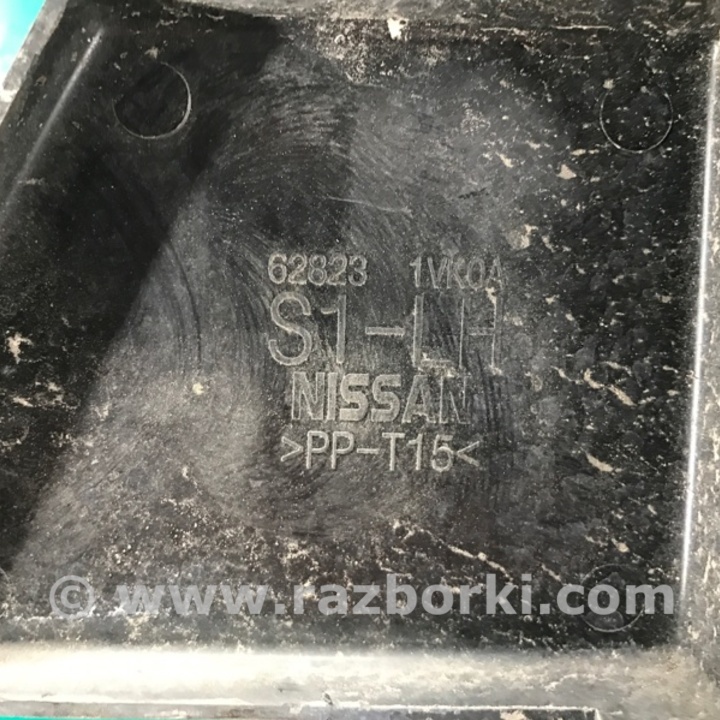 62823 1VK0A
S1-LH
NISSAN
>PP-T15<
© www.razborki.com